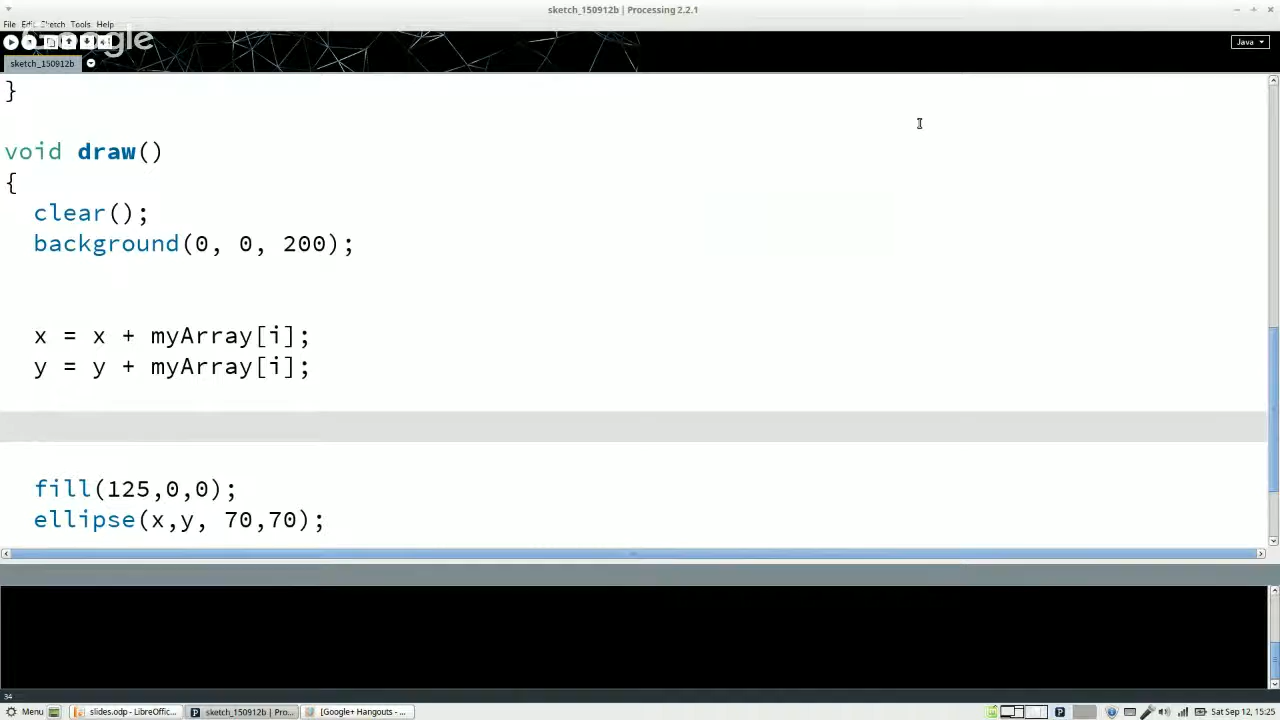 sketch_150912b | Processing 2.2.1
File Edit Sketch Tools Help
Google
Java
sketch_150912b
}
void draw()
{
clear();
background(0, 0, 200);
x = x + myArray[i];
y = y + myArray[i];
fill(125,0,0);
ellipse(x,y, 70,70);
34
Menu slides.odp - LibreOffic... sketch_150912b | Pro... [Google+ Hangouts - ... Sat Sep 12, 15:25